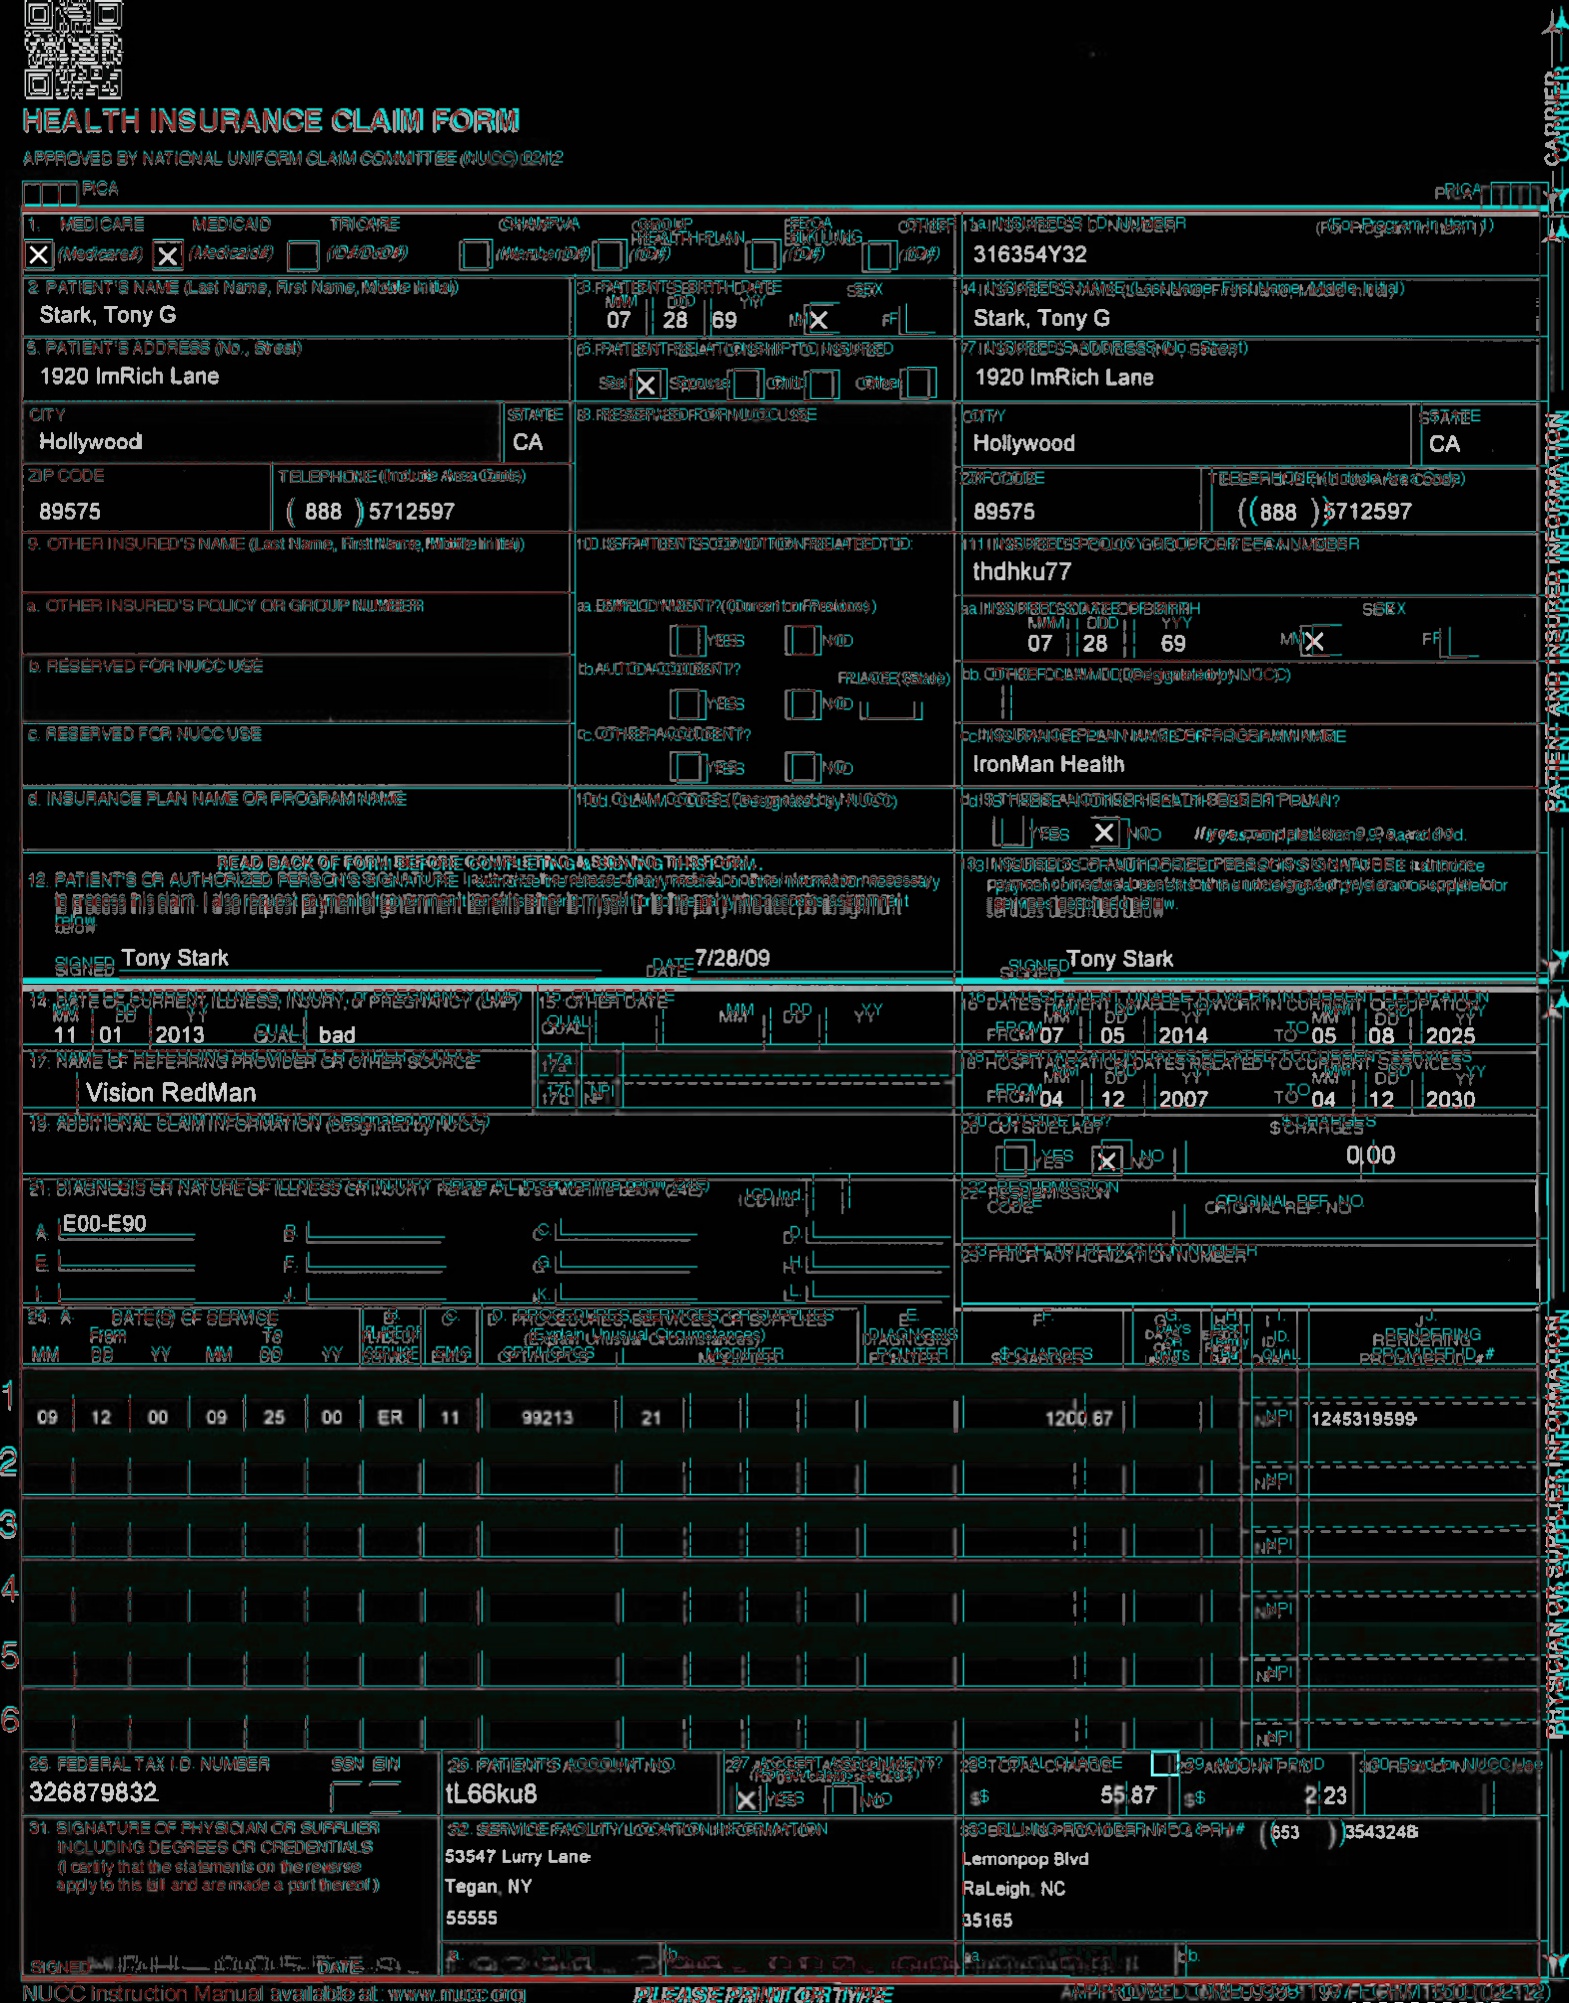 HEALTH INSURANCE CLAIM FORM
APPROVED BY NATIONAL UNIFORM CLAIM COMMITTEE (NUCC) 02/12
PICA PICA
CARRIER
1. MEDICARE MEDICAID TRICARE CHAMPVA GROUP HEALTH PLAN FECA OTHER 1a. INSURED'S I.D. NUMBER (For Program in Item 1)
(Medicare#) (Medicaid#) (ID#/DoD#) (Member ID#) (ID#) (ID#) (ID#) 316354Y32
2. PATIENT'S NAME (Last Name, First Name, Middle Initial) 3. PATIENT'S BIRTH DATE SEX 4. INSURED'S NAME (Last Name, First Name, Middle Initial)
MM DD YY
Stark, Tony G 07 28 69 M X F Stark, Tony G
5. PATIENT'S ADDRESS (No., Street) 6. PATIENT RELATIONSHIP TO INSURED 7. INSURED'S ADDRESS (No., Street)
1920 ImRich Lane Self X Spouse Child Other 1920 ImRich Lane
CITY STATE 8. RESERVED FOR NUCC USE CITY STATE
Hollywood CA Hollywood CA
ZIP CODE TELEPHONE (Include Area Code) ZIP CODE TELEPHONE (Include Area Code)
89575 ( 888 ) 5712597 89575 ( 888 ) 5712597
9. OTHER INSURED'S NAME (Last Name, First Name, Middle Initial) 10. IS PATIENT'S CONDITION RELATED TO: 11. INSURED'S POLICY GROUP OR FECA NUMBER
thdhku77
a. OTHER INSURED'S POLICY OR GROUP NUMBER a. EMPLOYMENT? (Current or Previous) a. INSURED'S DATE OF BIRTH SEX
MM DD YY
YES NO 07 28 69 M X F
b. RESERVED FOR NUCC USE b. AUTO ACCIDENT? PLACE (State) b. OTHER CLAIM ID (Designated by NUCC)
YES NO
c. RESERVED FOR NUCC USE c. OTHER ACCIDENT? c. INSURANCE PLAN NAME OR PROGRAM NAME
YES NO IronMan Health
d. INSURANCE PLAN NAME OR PROGRAM NAME 10d. CLAIM CODES (Designated by NUCC) d. IS THERE ANOTHER HEALTH BENEFIT PLAN?
YES X NO If yes, complete items 9, 9a, and 9d.
READ BACK OF FORM BEFORE COMPLETING & SIGNING THIS FORM.
12. PATIENT'S OR AUTHORIZED PERSON'S SIGNATURE I authorize the release of any medical or other information necessary
to process this claim. I also request payment of government benefits either to myself or to the party who accepts assignment
below.
13. INSURED'S OR AUTHORIZED PERSON'S SIGNATURE I authorize
payment of medical benefits to the undersigned physician or supplier for
services described below.
SIGNED Tony Stark DATE 7/28/09 SIGNED Tony Stark
PATIENT AND INSURED INFORMATION
14. DATE OF CURRENT ILLNESS, INJURY, or PREGNANCY (LMP) 15. OTHER DATE 16. DATES PATIENT UNABLE TO WORK IN CURRENT OCCUPATION
MM DD YY MM DD YY MM DD YY MM DD YY
11 01 2013 QUAL. bad QUAL. FROM 07 05 2014 TO 05 08 2025
17. NAME OF REFERRING PROVIDER OR OTHER SOURCE 17a. 18. HOSPITALIZATION DATES RELATED TO CURRENT SERVICES
MM DD YY MM DD YY
Vision RedMan 17b. NPI FROM 04 12 2007 TO 04 12 2030
19. ADDITIONAL CLAIM INFORMATION (Designated by NUCC) 20. OUTSIDE LAB? $ CHARGES
YES X NO 0 00
21. DIAGNOSIS OR NATURE OF ILLNESS OR INJURY Relate A-L to service line below (24E) ICD Ind. 22. RESUBMISSION CODE ORIGINAL REF. NO.
A. E00-E90 B. C. D.
E. F. G. H. 23. PRIOR AUTHORIZATION NUMBER
I. J. K. L.
24. A. DATE(S) OF SERVICE B. C. D. PROCEDURES, SERVICES, OR SUPPLIES E. F. G. H. I. J.
From To PLACE OF (Explain Unusual Circumstances) DIAGNOSIS DAYS OR ID. RENDERING
MM DD YY MM DD YY SERVICE EMG CPT/HCPCS MODIFIER POINTER $ CHARGES UNITS QUAL. PROVIDER ID. #
1 09 12 00 09 25 00 ER 11 99213 21 1200 87 NPI 1245319599
2 NPI
3 NPI
4 NPI
5 NPI
6 NPI
PHYSICIAN OR SUPPLIER INFORMATION
25. FEDERAL TAX I.D. NUMBER SSN EIN 26. PATIENT'S ACCOUNT NO. 27. ACCEPT ASSIGNMENT? 28. TOTAL CHARGE 29. AMOUNT PAID 30. Rsvd for NUCC Use
326879832 tL66ku8 X YES NO $ 55 87 $ 2 23
31. SIGNATURE OF PHYSICIAN OR SUPPLIER
INCLUDING DEGREES OR CREDENTIALS
(I certify that the statements on the reverse
apply to this bill and are made a part thereof.)
SIGNED DATE
32. SERVICE FACILITY LOCATION INFORMATION
53547 Lurry Lane
Tegan, NY
55555
a. b.
33. BILLING PROVIDER INFO & PH # ( 653 ) 3543248
Lemonpop Blvd
RaLeigh, NC
35165
a. b.
NUCC Instruction Manual available at: www.nucc.org PLEASE PRINT OR TYPE